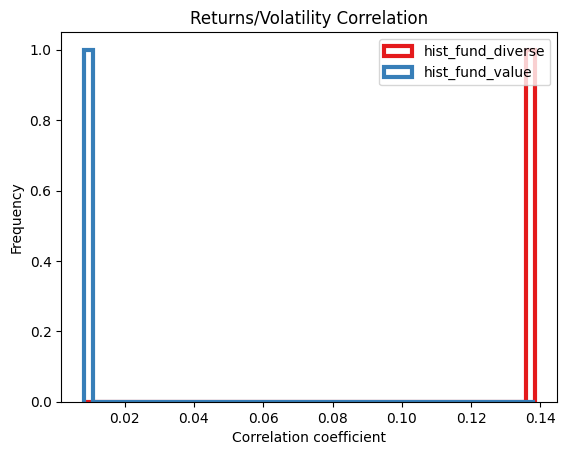 Returns/Volatility Correlation
hist_fund_diverse
hist_fund_value
Frequency
1.0
0.8
0.6
0.4
0.2
0.0
0.02 0.04 0.06 0.08 0.10 0.12 0.14
Correlation coefficient